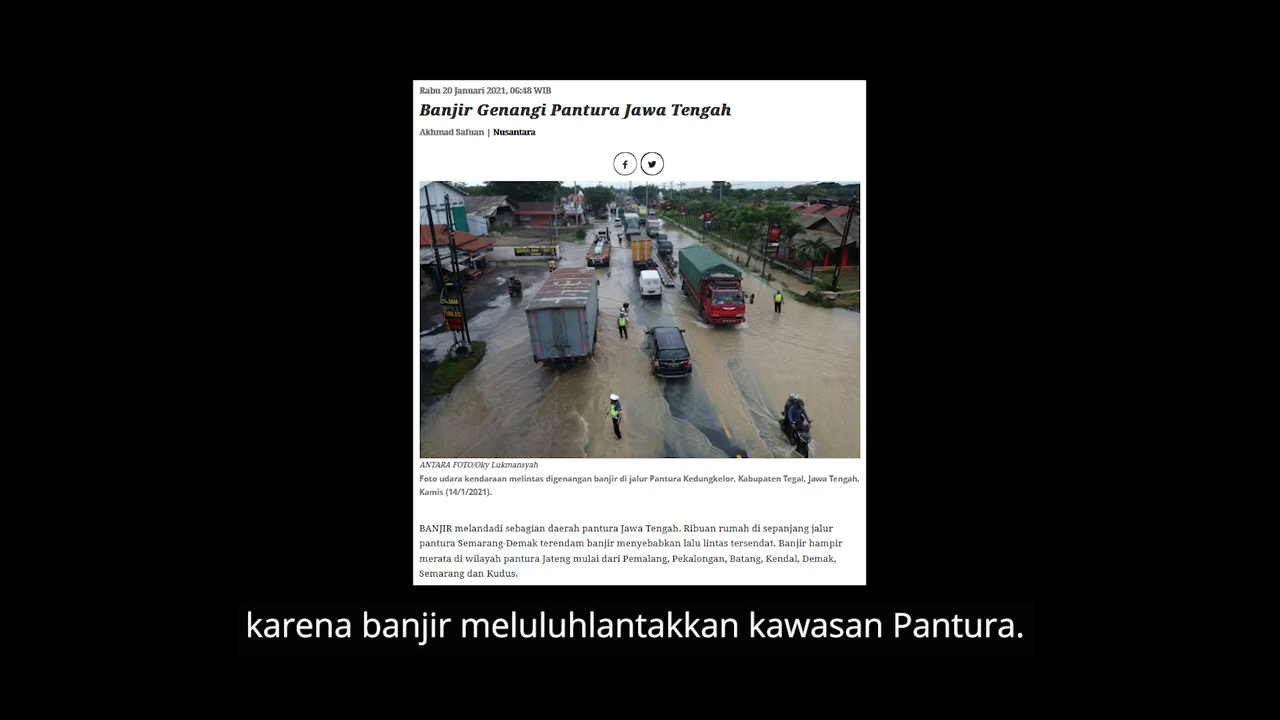 Rabu 20 Januari 2021, 06:48 WIB
Banjir Genangi Pantura Jawa Tengah
Akhmad Safuan | Nusantara
ANTARA FOTO/Oky Lukmansyah
Foto udara kendaraan melintas digenangan banjir di jalur Pantura Kedungkelor, Kabupaten Tegal, Jawa Tengah,
Kamis (14/1/2021).
BANJIR melandadi sebagian daerah pantura Jawa Tengah. Ribuan rumah di sepanjang jalur
pantura Semarang-Demak terendam banjir menyebabkan lalu lintas tersendat. Banjir hampir
merata di wilayah pantura Jateng mulai dari Pemalang, Pekalongan, Batang, Kendal, Demak,
Semarang dan Kudus.
karena banjir meluluhlantakkan kawasan Pantura.